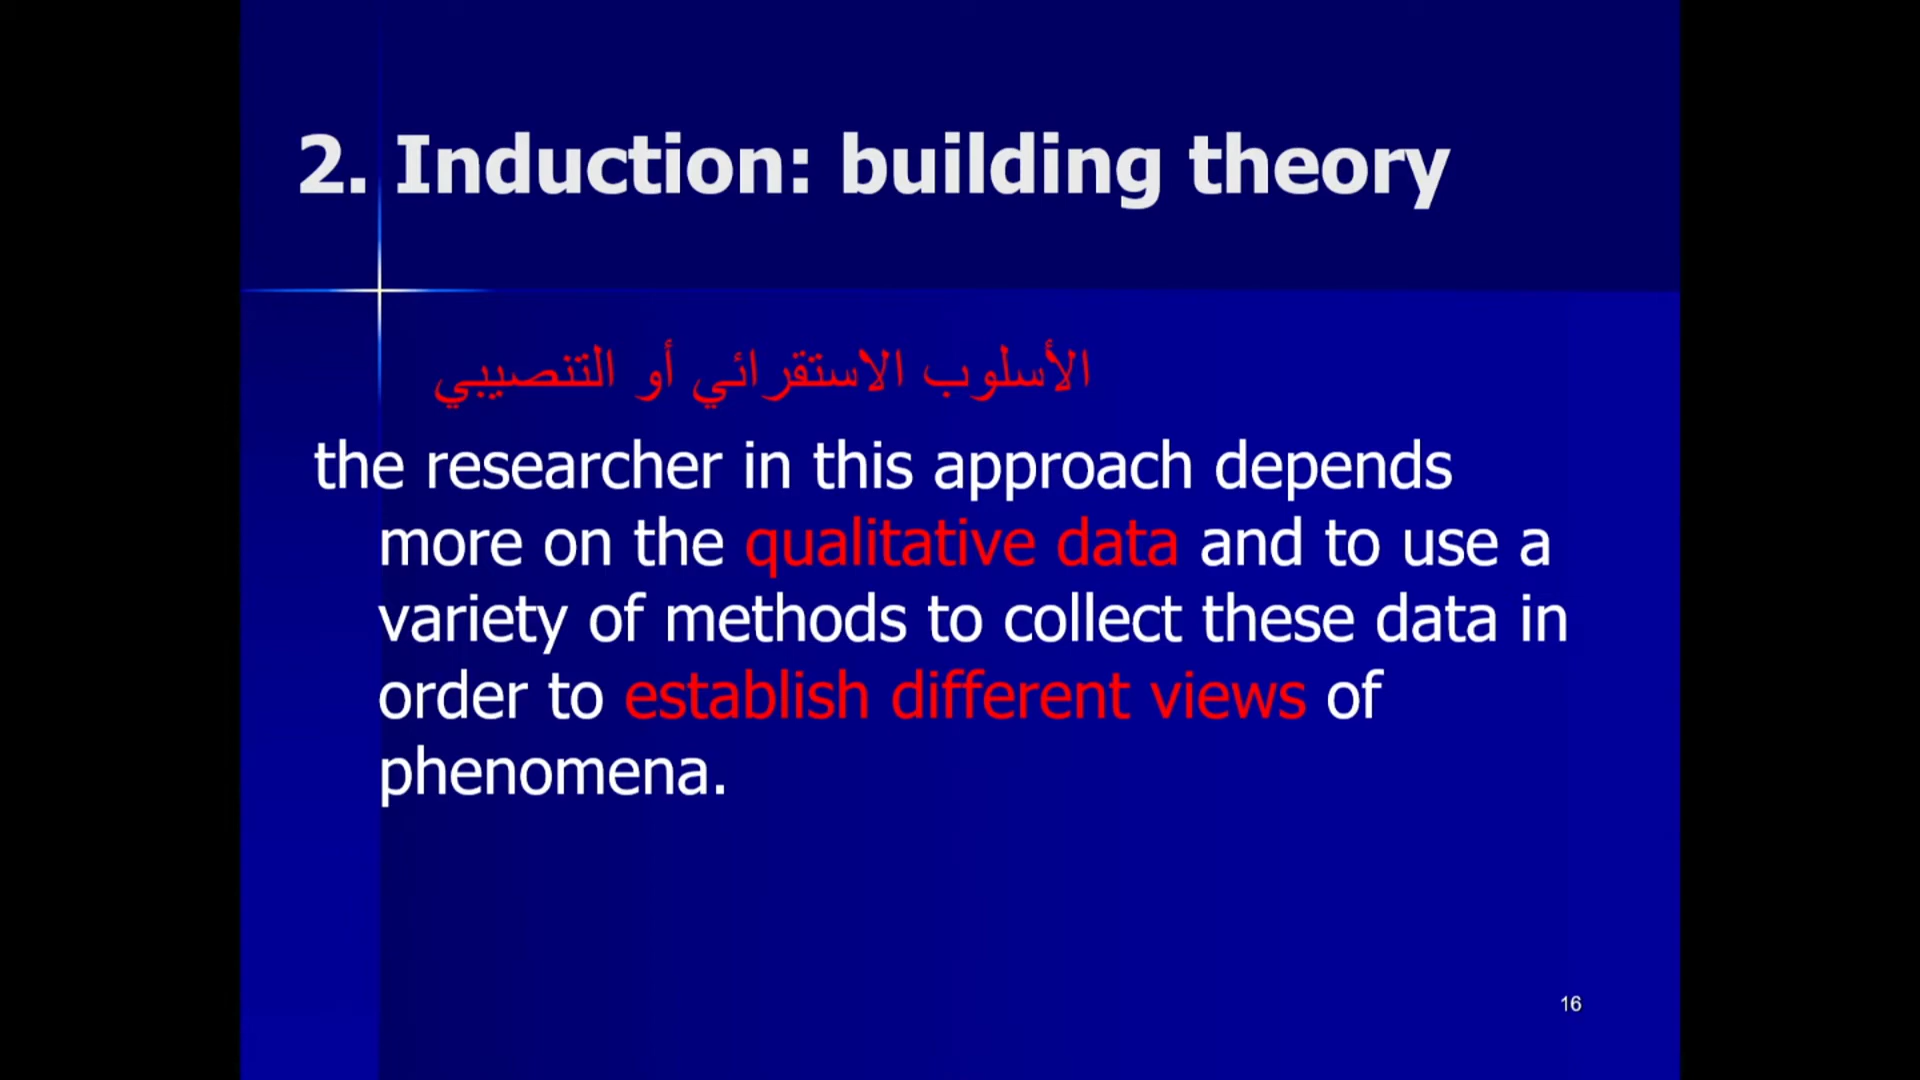 2. Induction: building theory
الأسلوب الاستقرائي أو التنصيبي
the researcher in this approach depends
more on the qualitative data and to use a
variety of methods to collect these data in
order to establish different views of
phenomena.
16